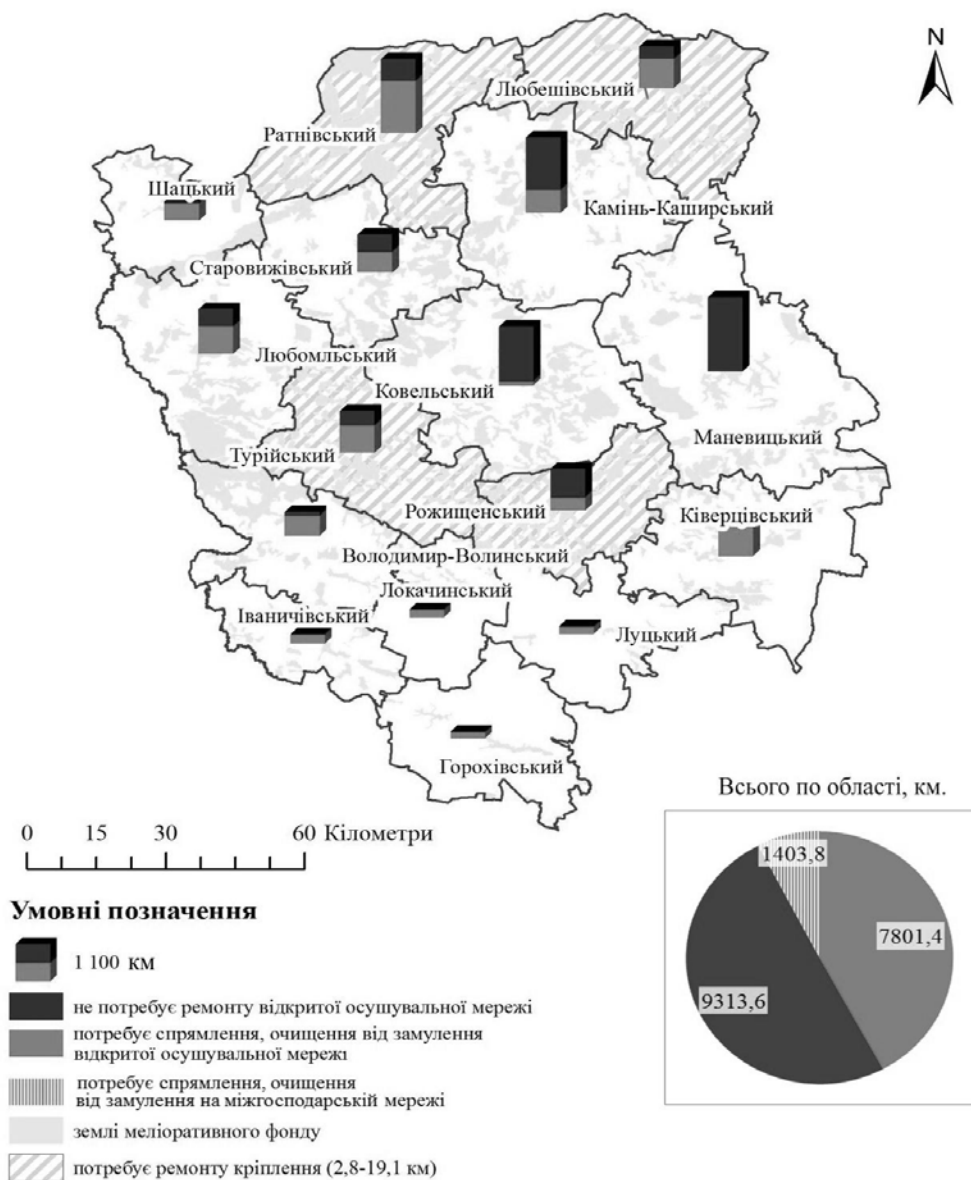 N
Любешівський
Ратнівський
Шацький
Камінь-Каширський
Старовижівський
Любомльський
Ковельський
Маневицький
Турійський
Рожищенський
Ківерцівський
Володимир-Волинський
Локачинський
Іваничівський
Луцький
Горохівський
Всього по області, км.
0 15 30 60 Кілометри
1403,8
7801,4
9313,6
Умовні позначення
1 100 км
не потребує ремонту відкритої осушувальної мережі
потребує спрямлення, очищення від замулення
відкритої осушувальної мережі
потребує спрямлення, очищення
від замулення на міжгосподарській мережі
землі меліоративного фонду
потребує ремонту кріплення (2,8-19,1 км)